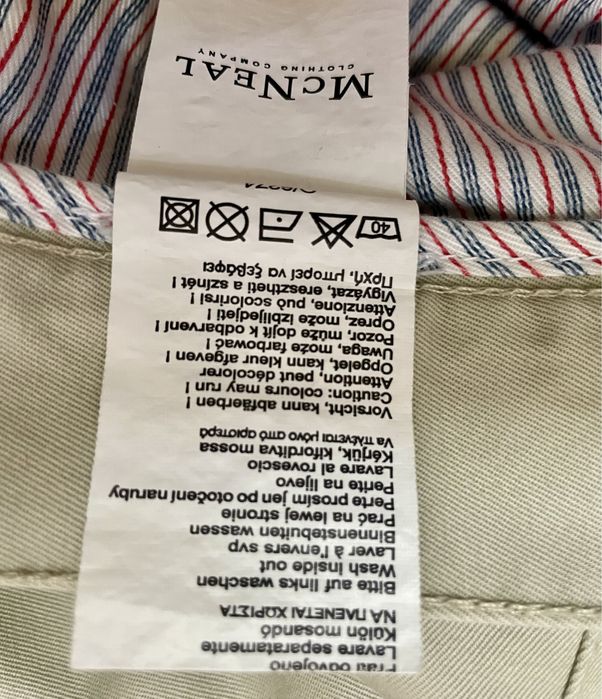 Prati odvojeno
Lavare separatamente
Külön mosandó
ΝΑ ΠΛΕΝΕΤΑΙ ΧΩΡΙΣΤΑ
Bitte auf links waschen
Wash inside out
Laver à l'envers svp
Binnenstebuiten wassen
Prać na lewej stronie
Perte prosím jen po otočení naruby
Perite na lijevo
Lavare al rovescio
Kérjük, kifordítva mossa
Να πλένεται μόνο από αριστερά
Vorsicht, kann abfärben !
Caution: colours may run !
Attention, peut décolorer
Opgelet, kann kleur afgeven !
Uwaga, może farbować !
Pozor, může dojít k odbarvení !
Oprez, može izblijedjeti !
Attenzione, può scolorirsi !
Vigyázat, eresztheti a színét !
Πρχή, μπορεί να ξεβάφει
40
MCNEAL
CLOTHING COMPANY